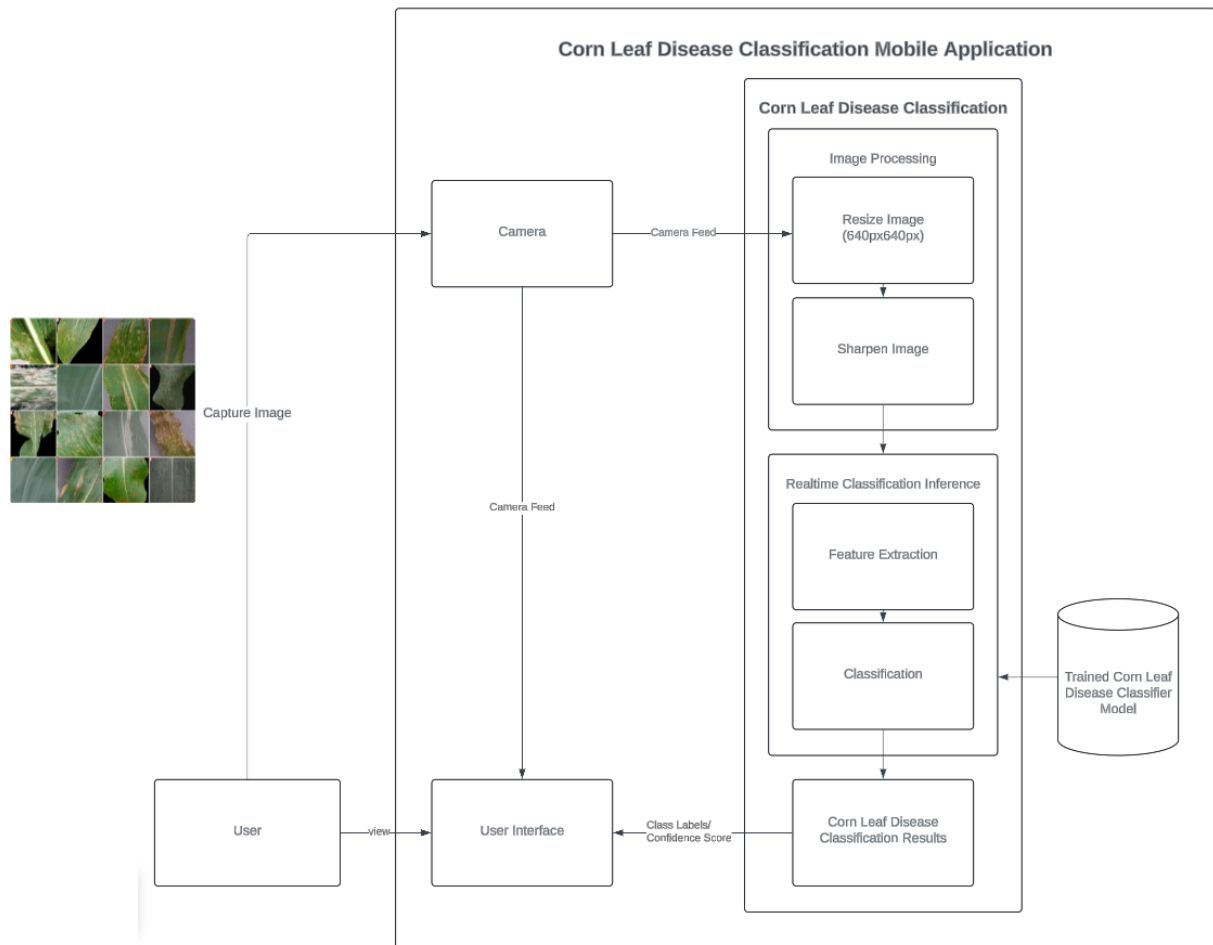 Corn Leaf Disease Classification Mobile Application
Corn Leaf Disease Classification
Image Processing
Camera
Camera Feed
Resize Image
(640px640px)
Sharpen Image
Capture Image
Camera Feed
Realtime Classification Inference
Feature Extraction
Classification
Trained Corn Leaf
Disease Classifier
Model
User
view
User Interface
Class Labels/
Confidence Score
Corn Leaf Disease
Classification Results